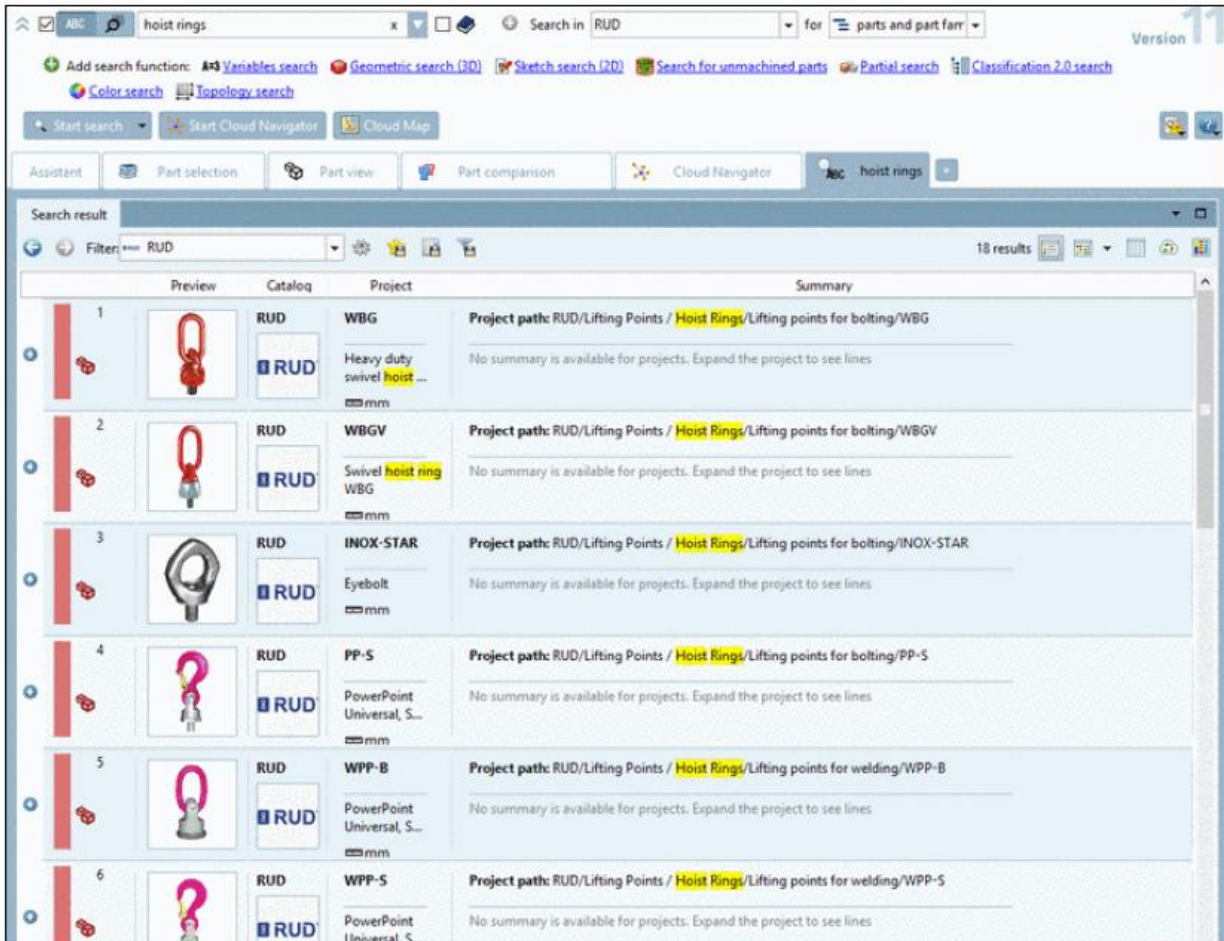 ABC hoist rings x Search in RUD for parts and part farr
Version 11
Add search function: A=3 Variables search Geometric search (3D) Sketch search (2D) Search for unmachined parts Partial search Classification 2.0 search
Color search Topology search
Start search Start Cloud Navigator Cloud Map
Assistant Part selection Part view Part comparison Cloud Navigator ABC hoist rings
Search result
Filter: RUD 18 results
Preview Catalog Project Summary
1 RUD WBG Project path: RUD/Lifting Points / Hoist Rings/Lifting points for bolting/WBG
RUD Heavy duty No summary is available for projects. Expand the project to see lines
swivel hoist ...
mm
2 RUD WBGV Project path: RUD/Lifting Points / Hoist Rings/Lifting points for bolting/WBGV
RUD Swivel hoist ring No summary is available for projects. Expand the project to see lines
WBG
mm
3 RUD INOX-STAR Project path: RUD/Lifting Points / Hoist Rings/Lifting points for bolting/INOX-STAR
RUD Eyebolt No summary is available for projects. Expand the project to see lines
mm
4 RUD PP-S Project path: RUD/Lifting Points / Hoist Rings/Lifting points for bolting/PP-S
RUD PowerPoint No summary is available for projects. Expand the project to see lines
Universal, S...
mm
5 RUD WPP-B Project path: RUD/Lifting Points / Hoist Rings/Lifting points for welding/WPP-B
RUD PowerPoint No summary is available for projects. Expand the project to see lines
Universal, S...
mm
6 RUD WPP-S Project path: RUD/Lifting Points / Hoist Rings/Lifting points for welding/WPP-S
RUD PowerPoint No summary is available for projects. Expand the project to see lines
Universal, S